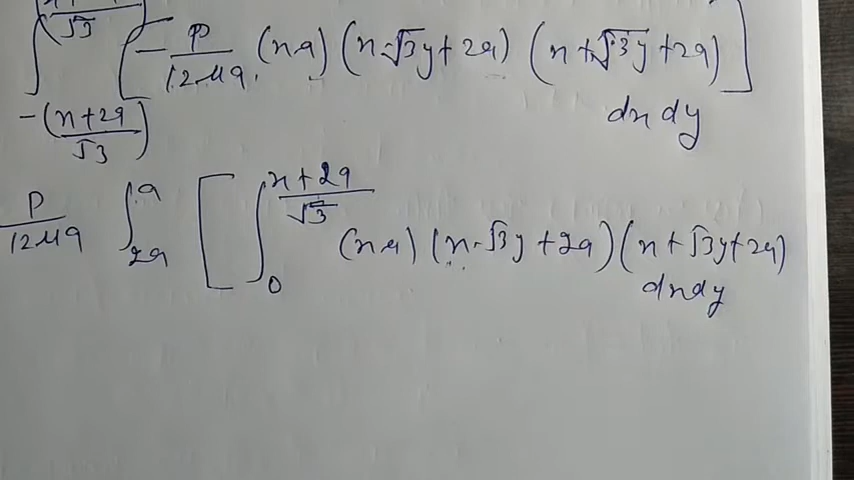 ∫ √3 [ - P/12μa (x-a) (x-√3y+2a) (x+√3y+2a) ]
-(x+2a)/√3 dx dy
P/12μa ∫_{2a}^{a} [ ∫_{0}^{x+2a/√3} (x-a) (x-√3y+2a) (x+√3y+2a)
dxdy